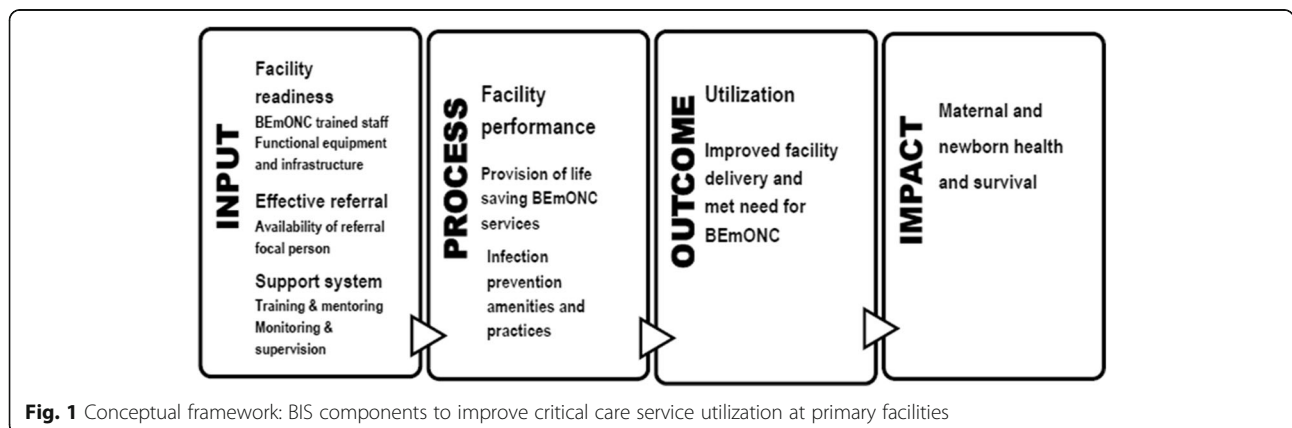 INPUT
Facility
readiness
BEmONC trained staff
Functional equipment
and infrastructure
Effective referral
Availability of referral
focal person
Support system
Training & mentoring
Monitoring &
supervision
PROCESS
Facility
performance
Provision of life
saving BEmONC
services
Infection
prevention
amenities and
practices
OUTCOME
Utilization
Improved facility
delivery and
met need for
BEmONC
IMPACT
Maternal and
newborn health
and survival
Fig. 1 Conceptual framework: BIS components to improve critical care service utilization at primary facilities